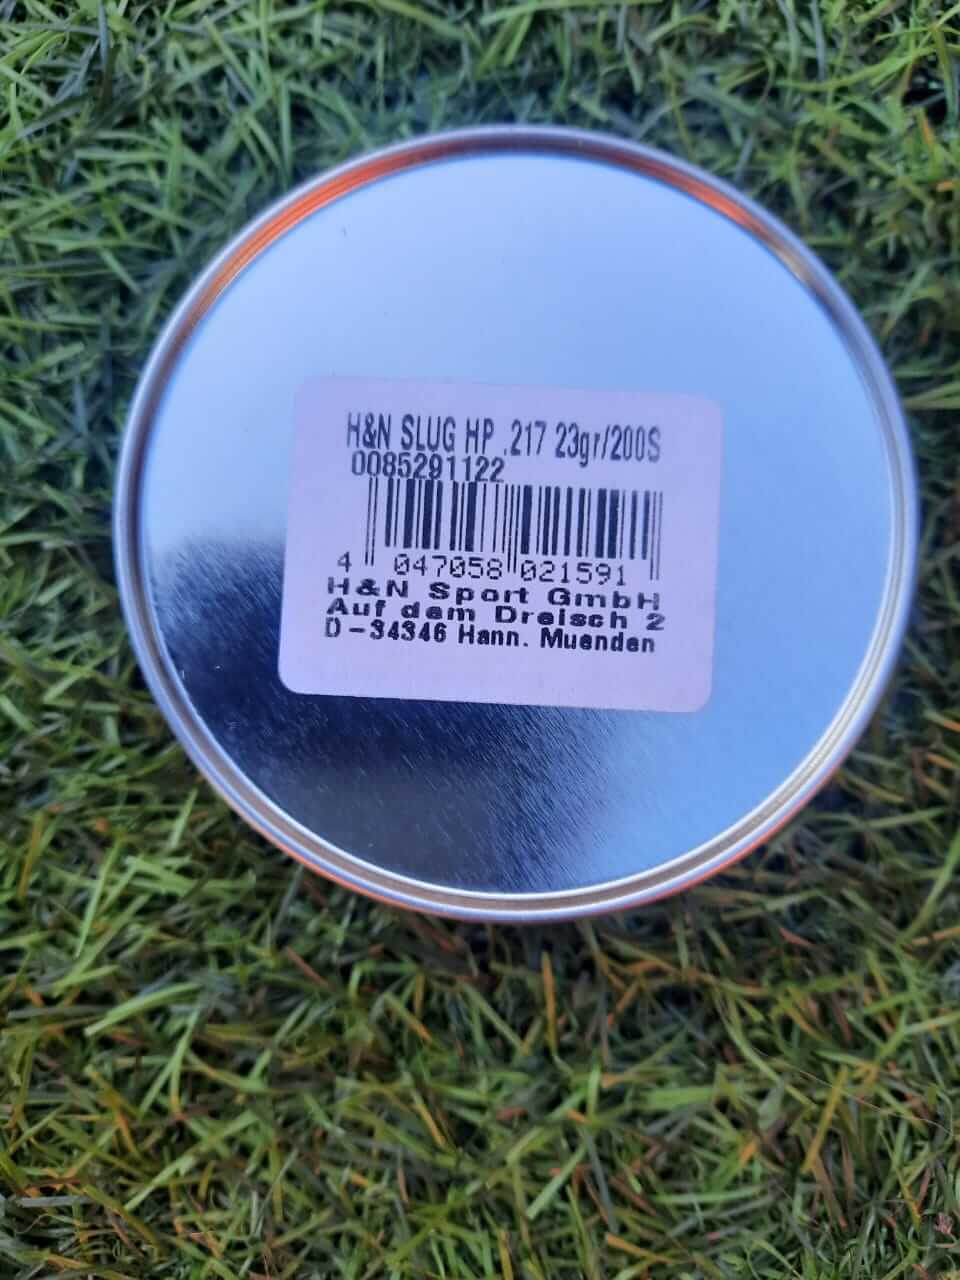 H&N SLUG HP .217 23gr/200S
0085291122
4 047058 021591
H&N Sport GmbH
Auf dem Dreisch 2
D-34346 Hann. Muenden